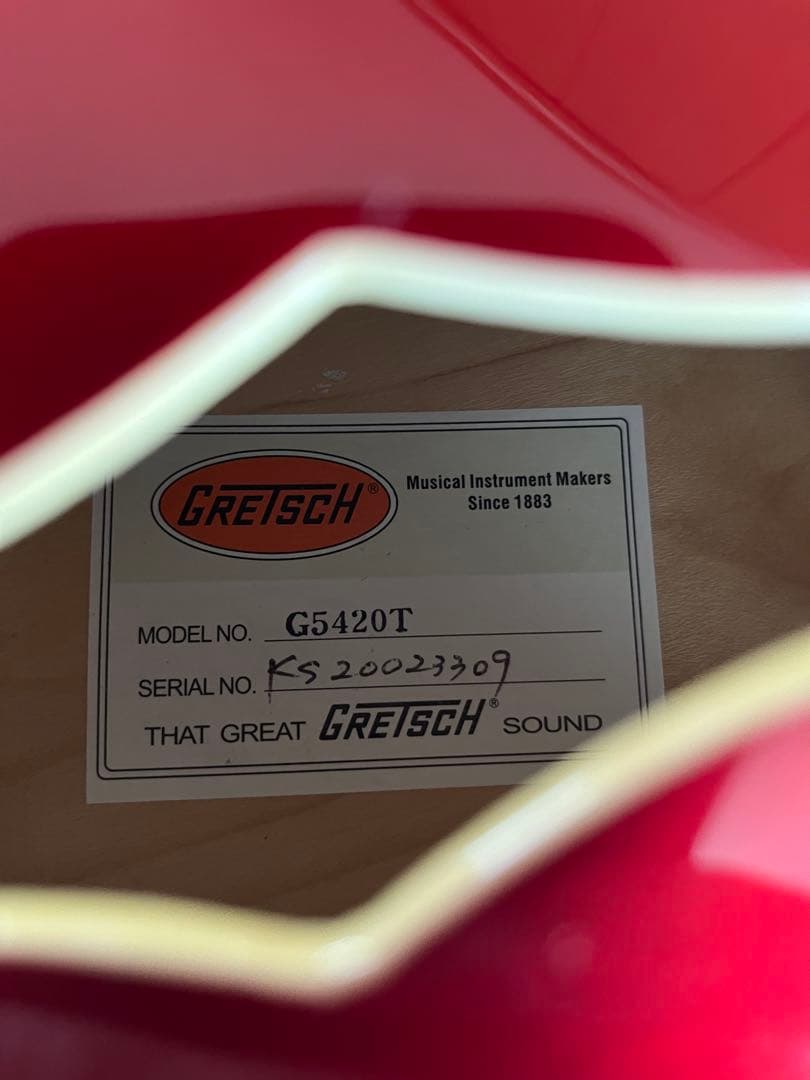 GRETSCH®
Musical Instrument Makers
Since 1883
MODEL NO. G5420T
SERIAL NO. KS20023309
THAT GREAT GRETSCH® SOUND